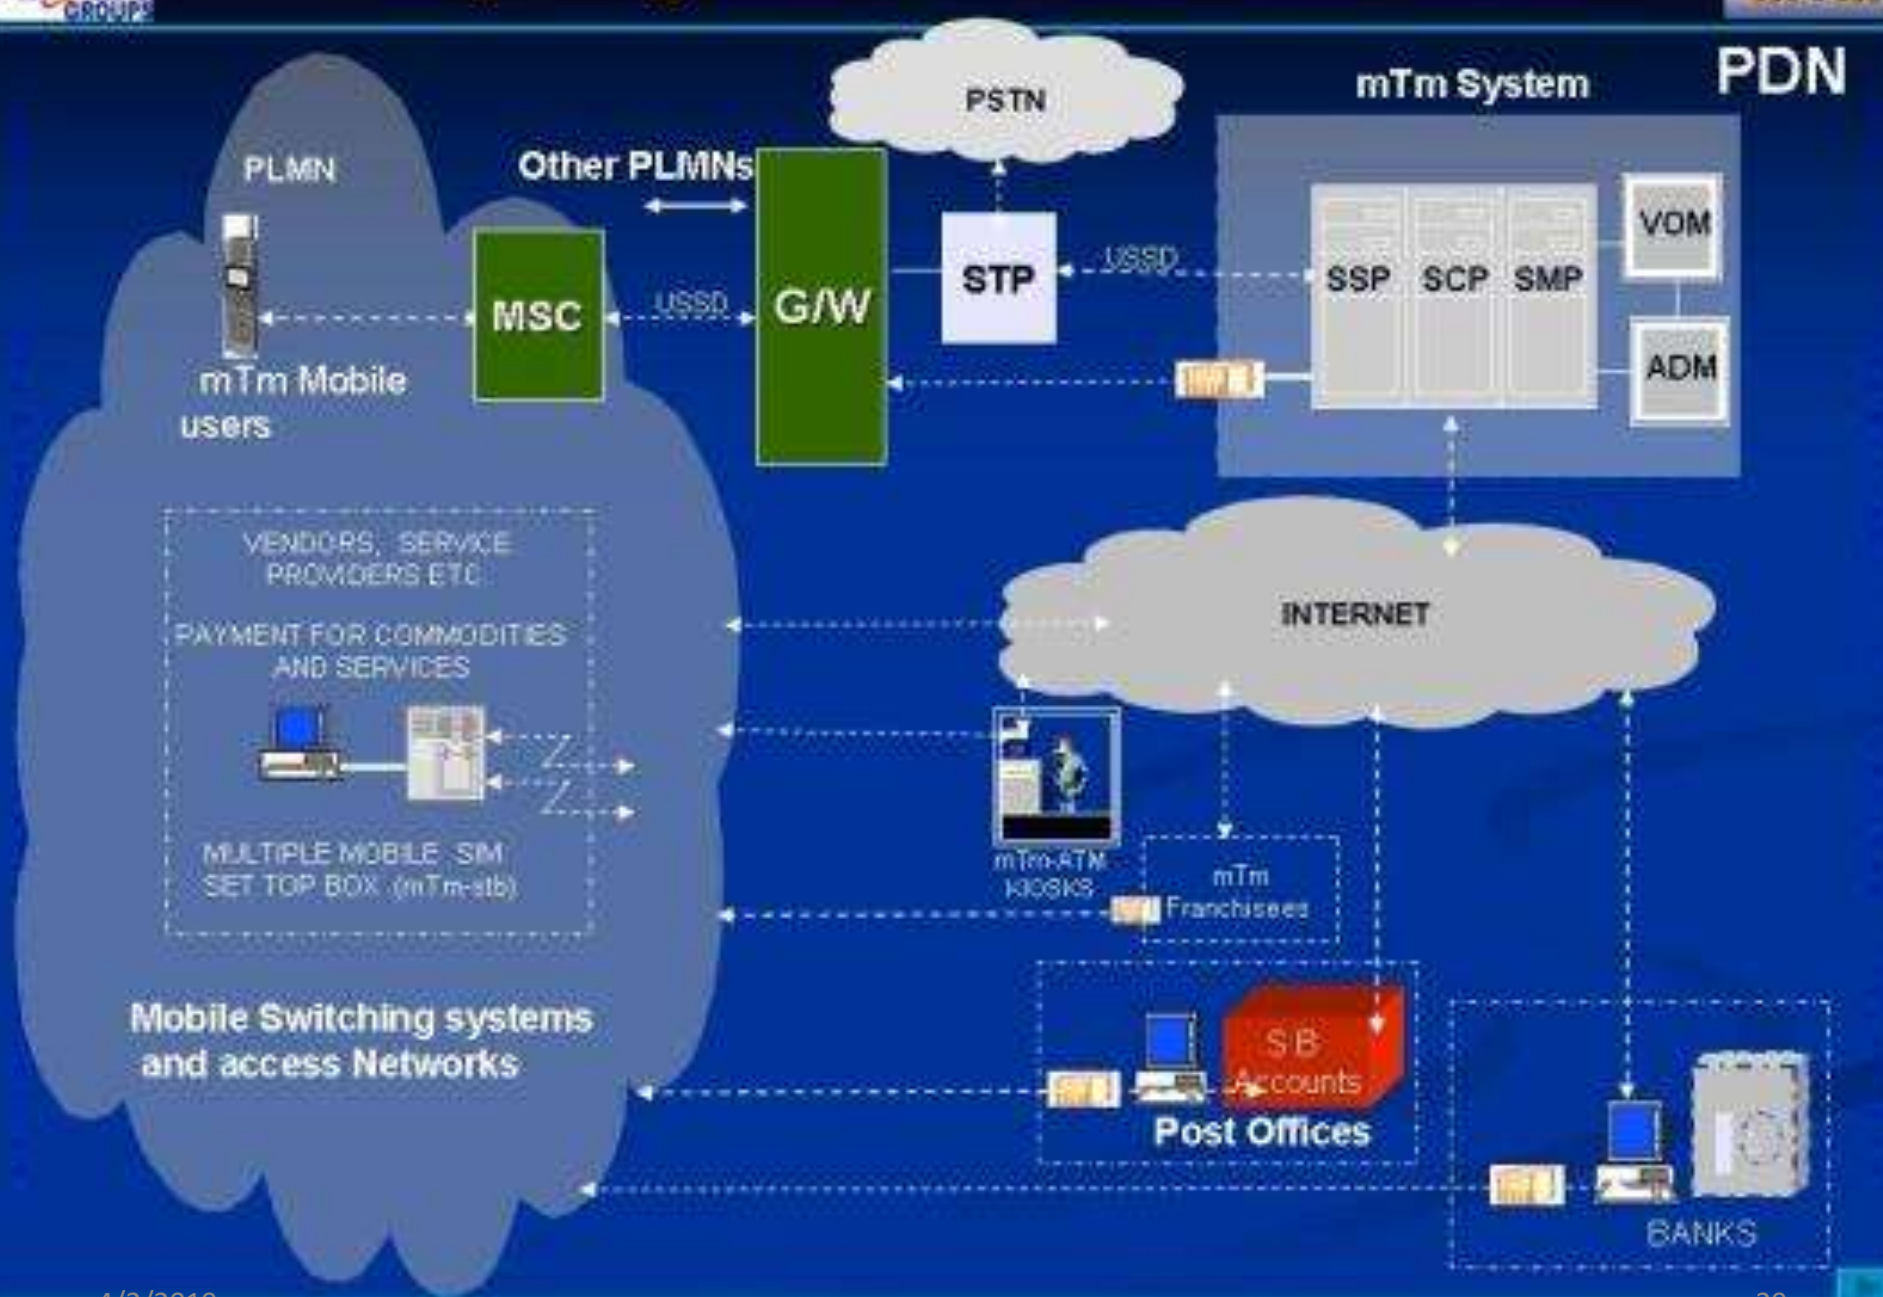 GROUPS
PDN
mTm System
PSTN
PLMN
Other PLMNs
VOM
MSC
USSD
G/W
STP
USSD
SSP
SCP
SMP
ADM
mTm Mobile
users
VENDORS, SERVICE
PROVIDERS ETC
PAYMENT FOR COMMODITIES
AND SERVICES
INTERNET
MULTIPLE MOBILE SIM
SET TOP BOX (mTm-stb)
mTm-ATM
KIOSKS
mTm
Franchisees
Mobile Switching systems
and access Networks
S B
Accounts
Post Offices
BANKS